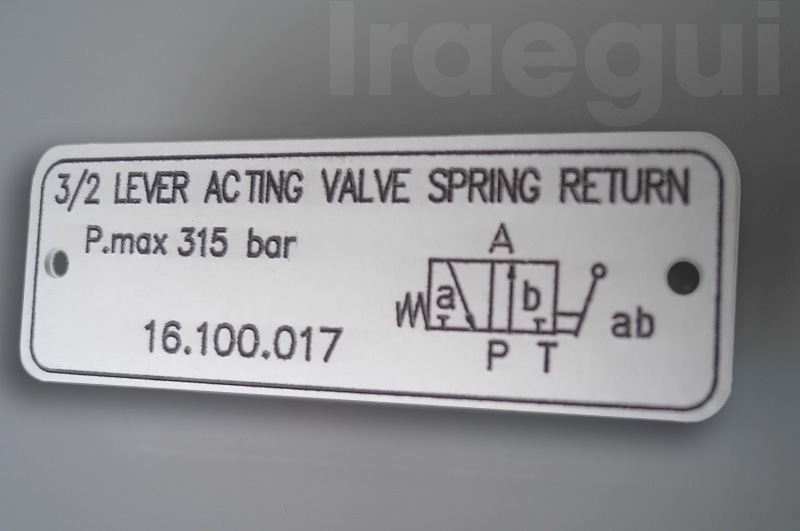 Iraegui
3/2 LEVER ACTING VALVE SPRING RETURN
P.max 315 bar
A
a b
ab
16.100.017
P T